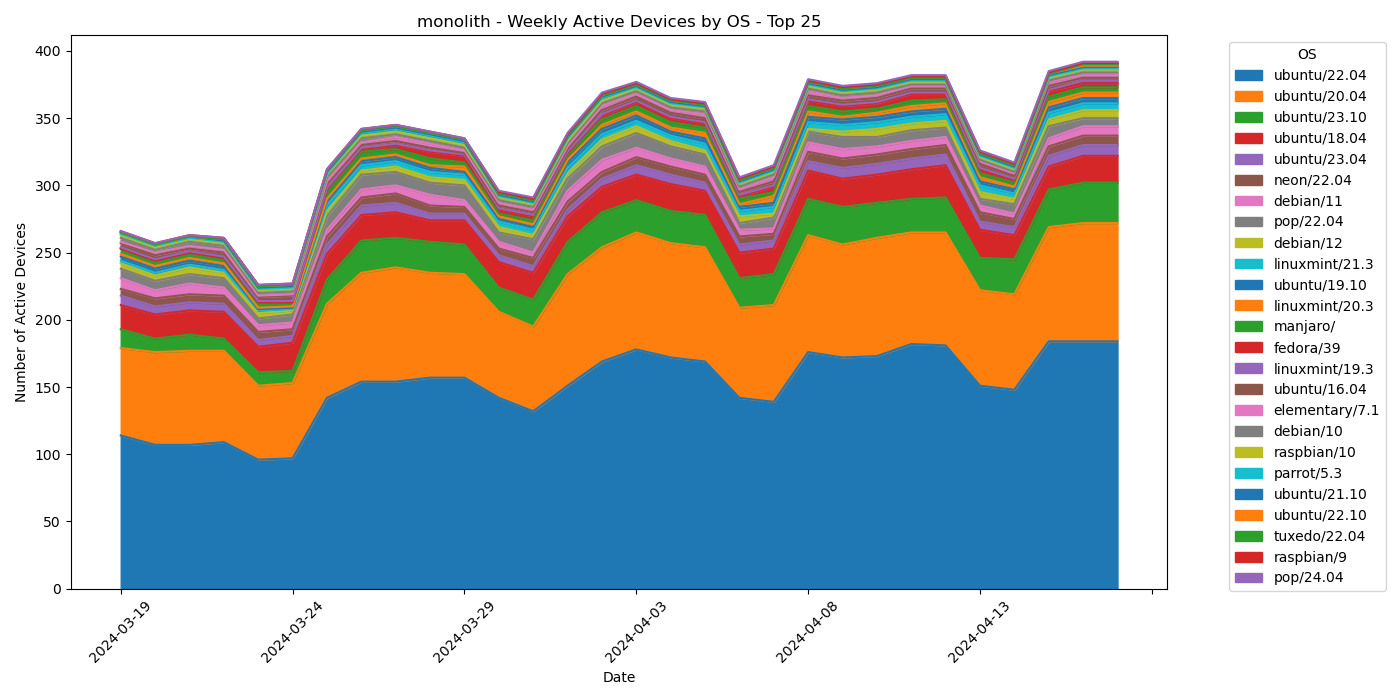 monolith - Weekly Active Devices by OS - Top 25
Number of Active Devices
400
350
300
250
200
150
100
50
0
2024-03-19
2024-03-24
2024-03-29
2024-04-03
2024-04-08
2024-04-13
Date
OS
ubuntu/22.04
ubuntu/20.04
ubuntu/23.10
ubuntu/18.04
ubuntu/23.04
neon/22.04
debian/11
pop/22.04
debian/12
linuxmint/21.3
ubuntu/19.10
linuxmint/20.3
manjaro/
fedora/39
linuxmint/19.3
ubuntu/16.04
elementary/7.1
debian/10
raspbian/10
parrot/5.3
ubuntu/21.10
ubuntu/22.10
tuxedo/22.04
raspbian/9
pop/24.04